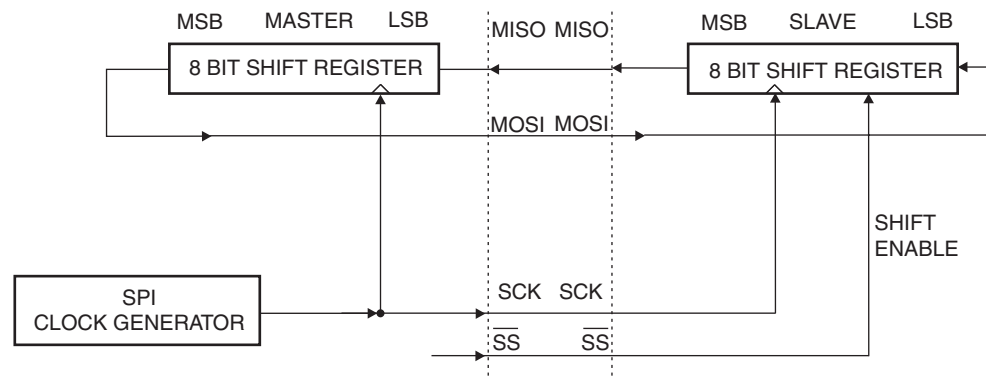 MSB MASTER LSB MISO MISO MSB SLAVE LSB
8 BIT SHIFT REGISTER 8 BIT SHIFT REGISTER
MOSI MOSI
SHIFT
ENABLE
SPI
CLOCK GENERATOR
SCK SCK
SS SS